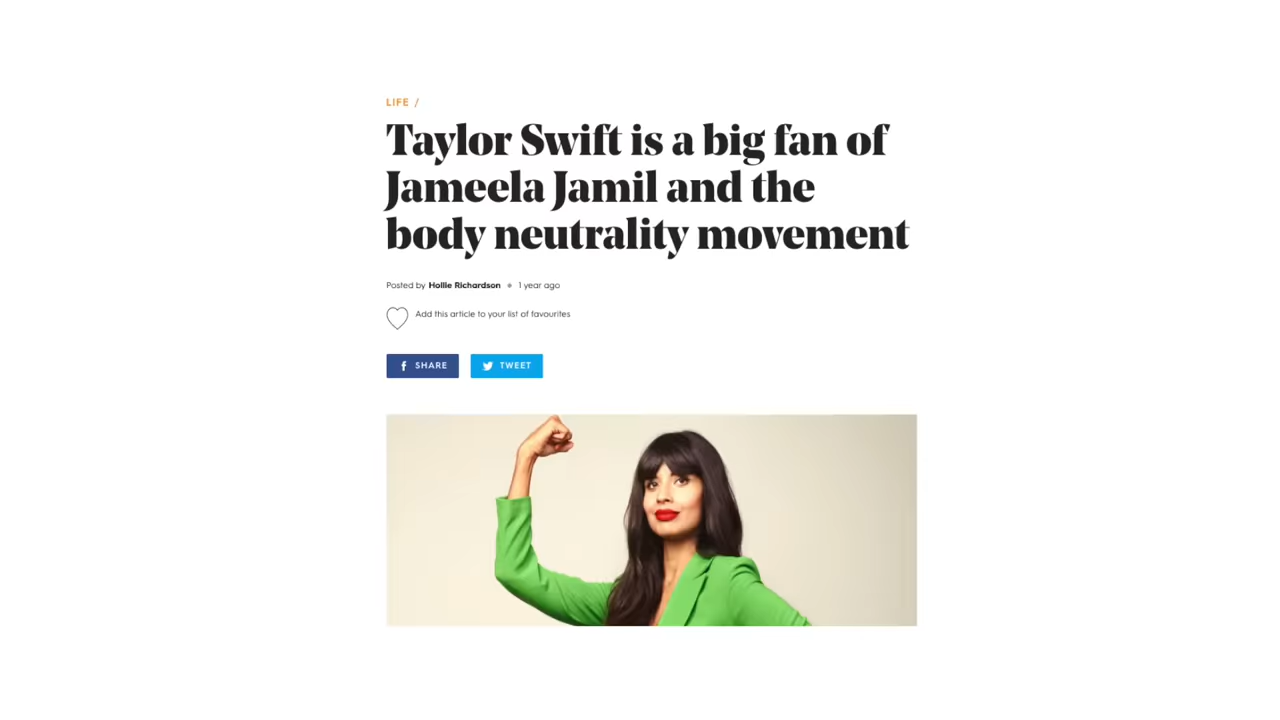 LIFE /
Taylor Swift is a big fan of
Jameela Jamil and the
body neutrality movement
Posted by Hollie Richardson • 1 year ago
Add this article to your list of favourites
SHARE TWEET